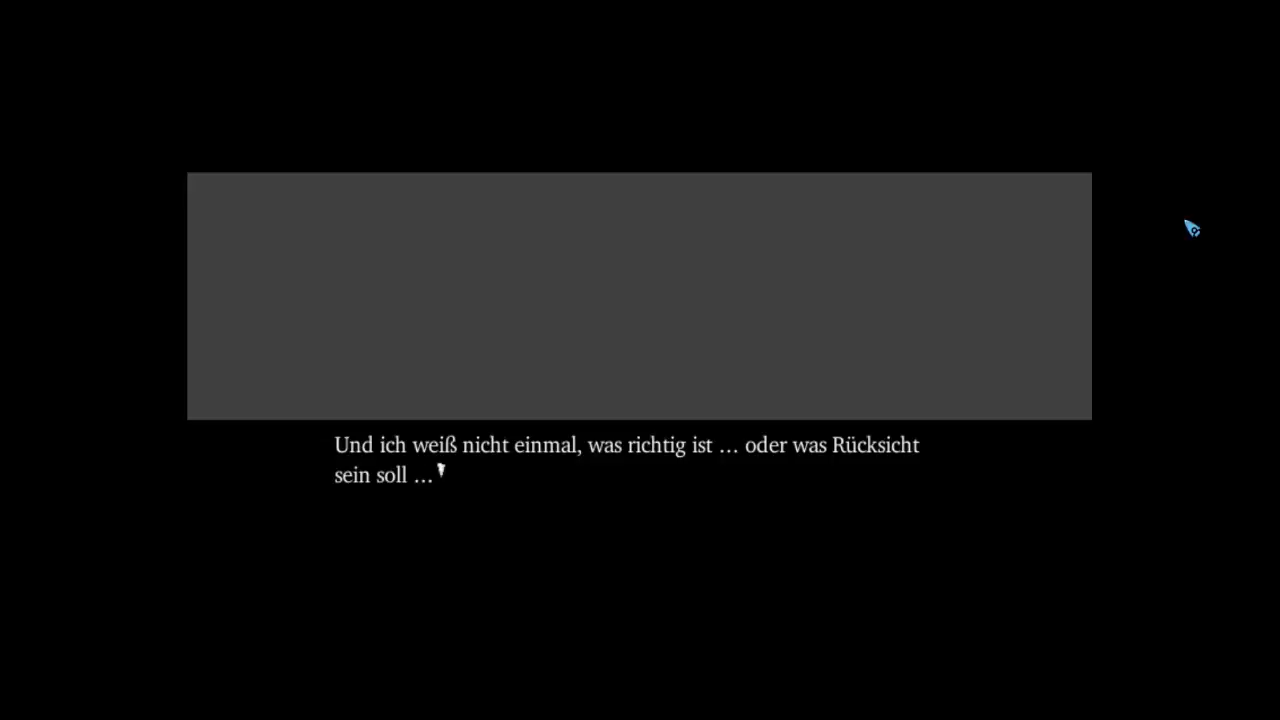 Und ich weiß nicht einmal, was richtig ist … oder was Rücksicht
sein soll …